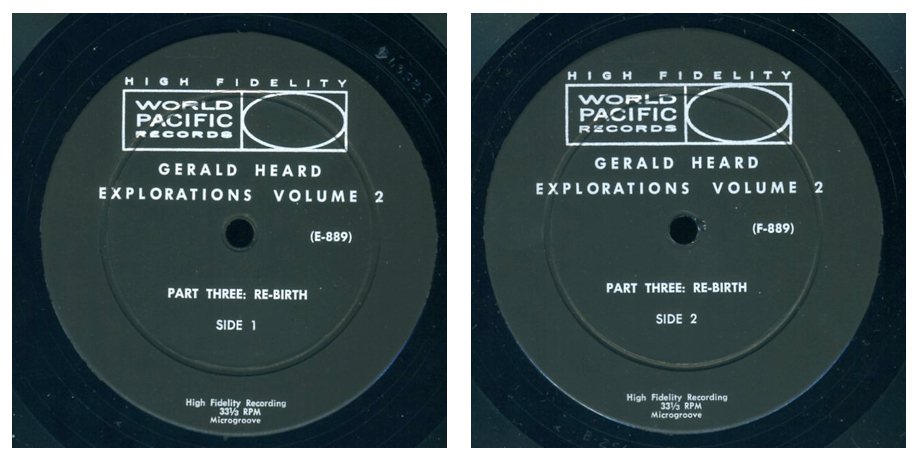 HIGH FIDELITY
WORLD
PACIFIC
RECORDS
GERALD HEARD
EXPLORATIONS VOLUME 2
(E-889)
PART THREE: RE-BIRTH
SIDE 1
High Fidelity Recording
33⅓ RPM
Microgroove
HIGH FIDELITY
WORLD
PACIFIC
RECORDS
GERALD HEARD
EXPLORATIONS VOLUME 2
(F-889)
PART THREE: RE-BIRTH
SIDE 2
High Fidelity Recording
33⅓ RPM
Microgroove